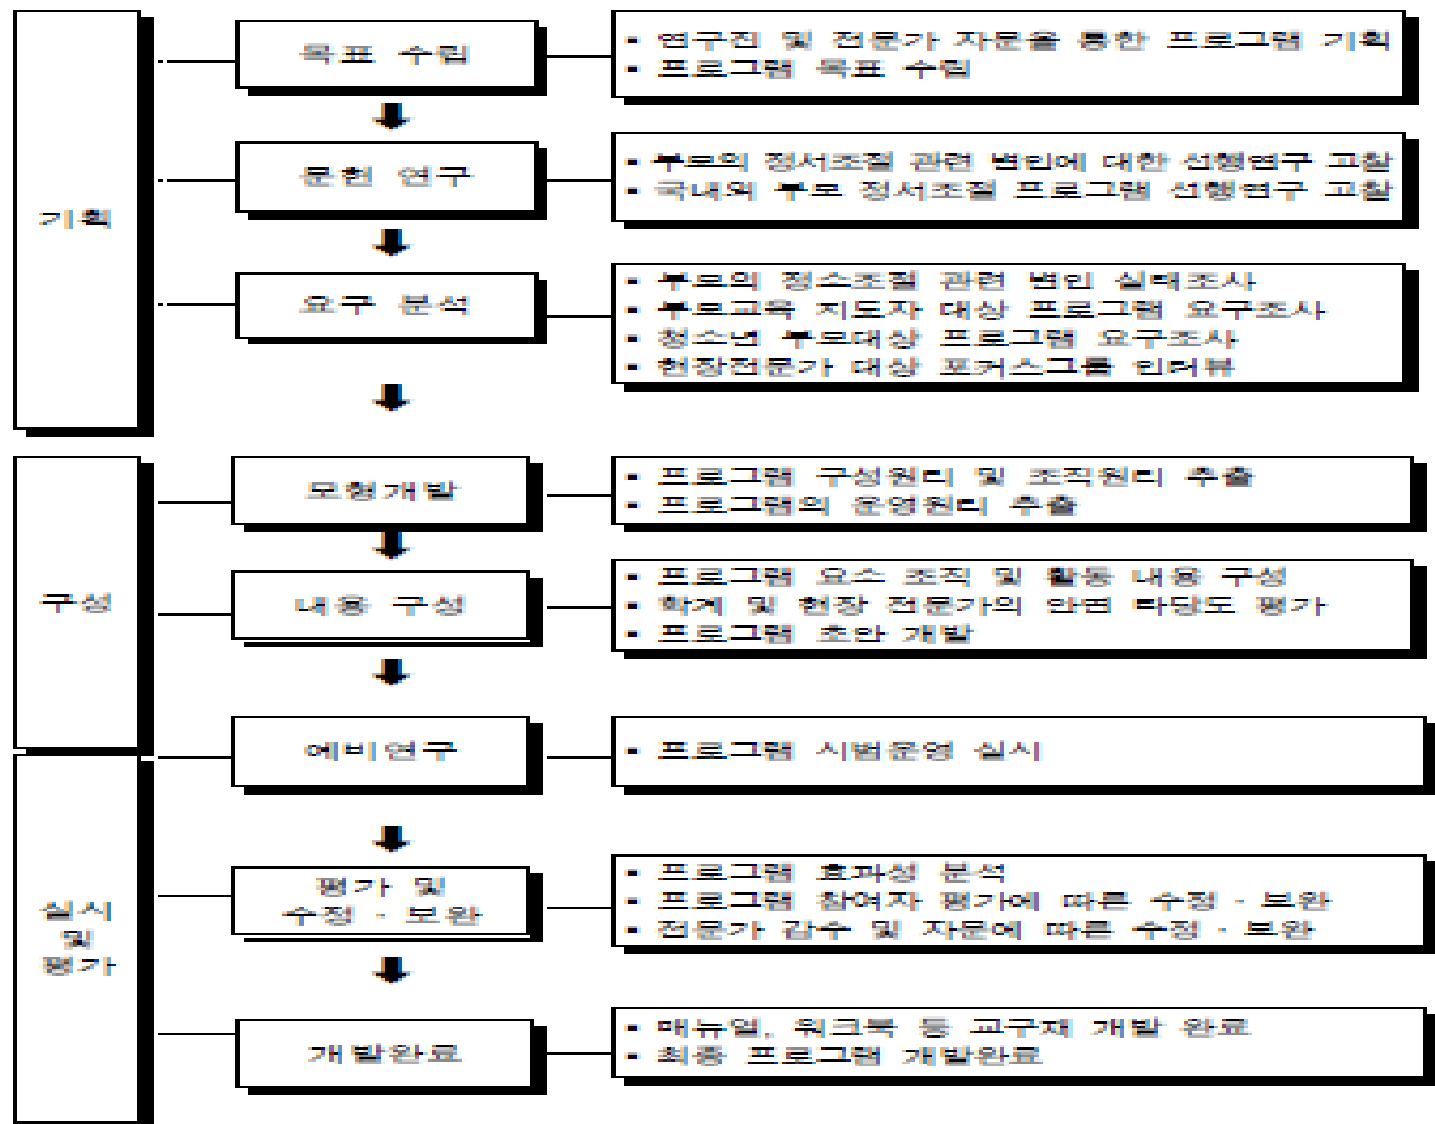 기획
목표 수립
• 연구진 및 전문가 자문을 통한 프로그램 기획
• 프로그램 목표 수립
문헌 연구
• 부모의 정서조절 관련 변인에 대한 선행연구 고찰
• 국내외 부모 정서조절 프로그램 선행연구 고찰
요구 분석
• 부모의 정소조절 관련 변인 실태조사
• 부모교육 지도자 대상 프로그램 요구조사
• 청소년 부모대상 프로그램 요구조사
• 현장전문가 대상 포커스그룹 인터뷰
구성
모형개발
• 프로그램 구성원리 및 조직원리 추출
• 프로그램의 운영원리 추출
내용 구성
• 프로그램 요소 조직 및 활동 내용 구성
• 학계 및 현장 전문가의 안면 타당도 평가
• 프로그램 초안 개발
실시
및
평가
예비연구
• 프로그램 시범운영 실시
평가 및
수정 · 보완
• 프로그램 효과성 분석
• 프로그램 참여자 평가에 따른 수정 · 보완
• 전문가 감수 및 자문에 따른 수정 · 보완
개발완료
• 매뉴얼, 워크북 등 교구재 개발 완료
• 최종 프로그램 개발완료